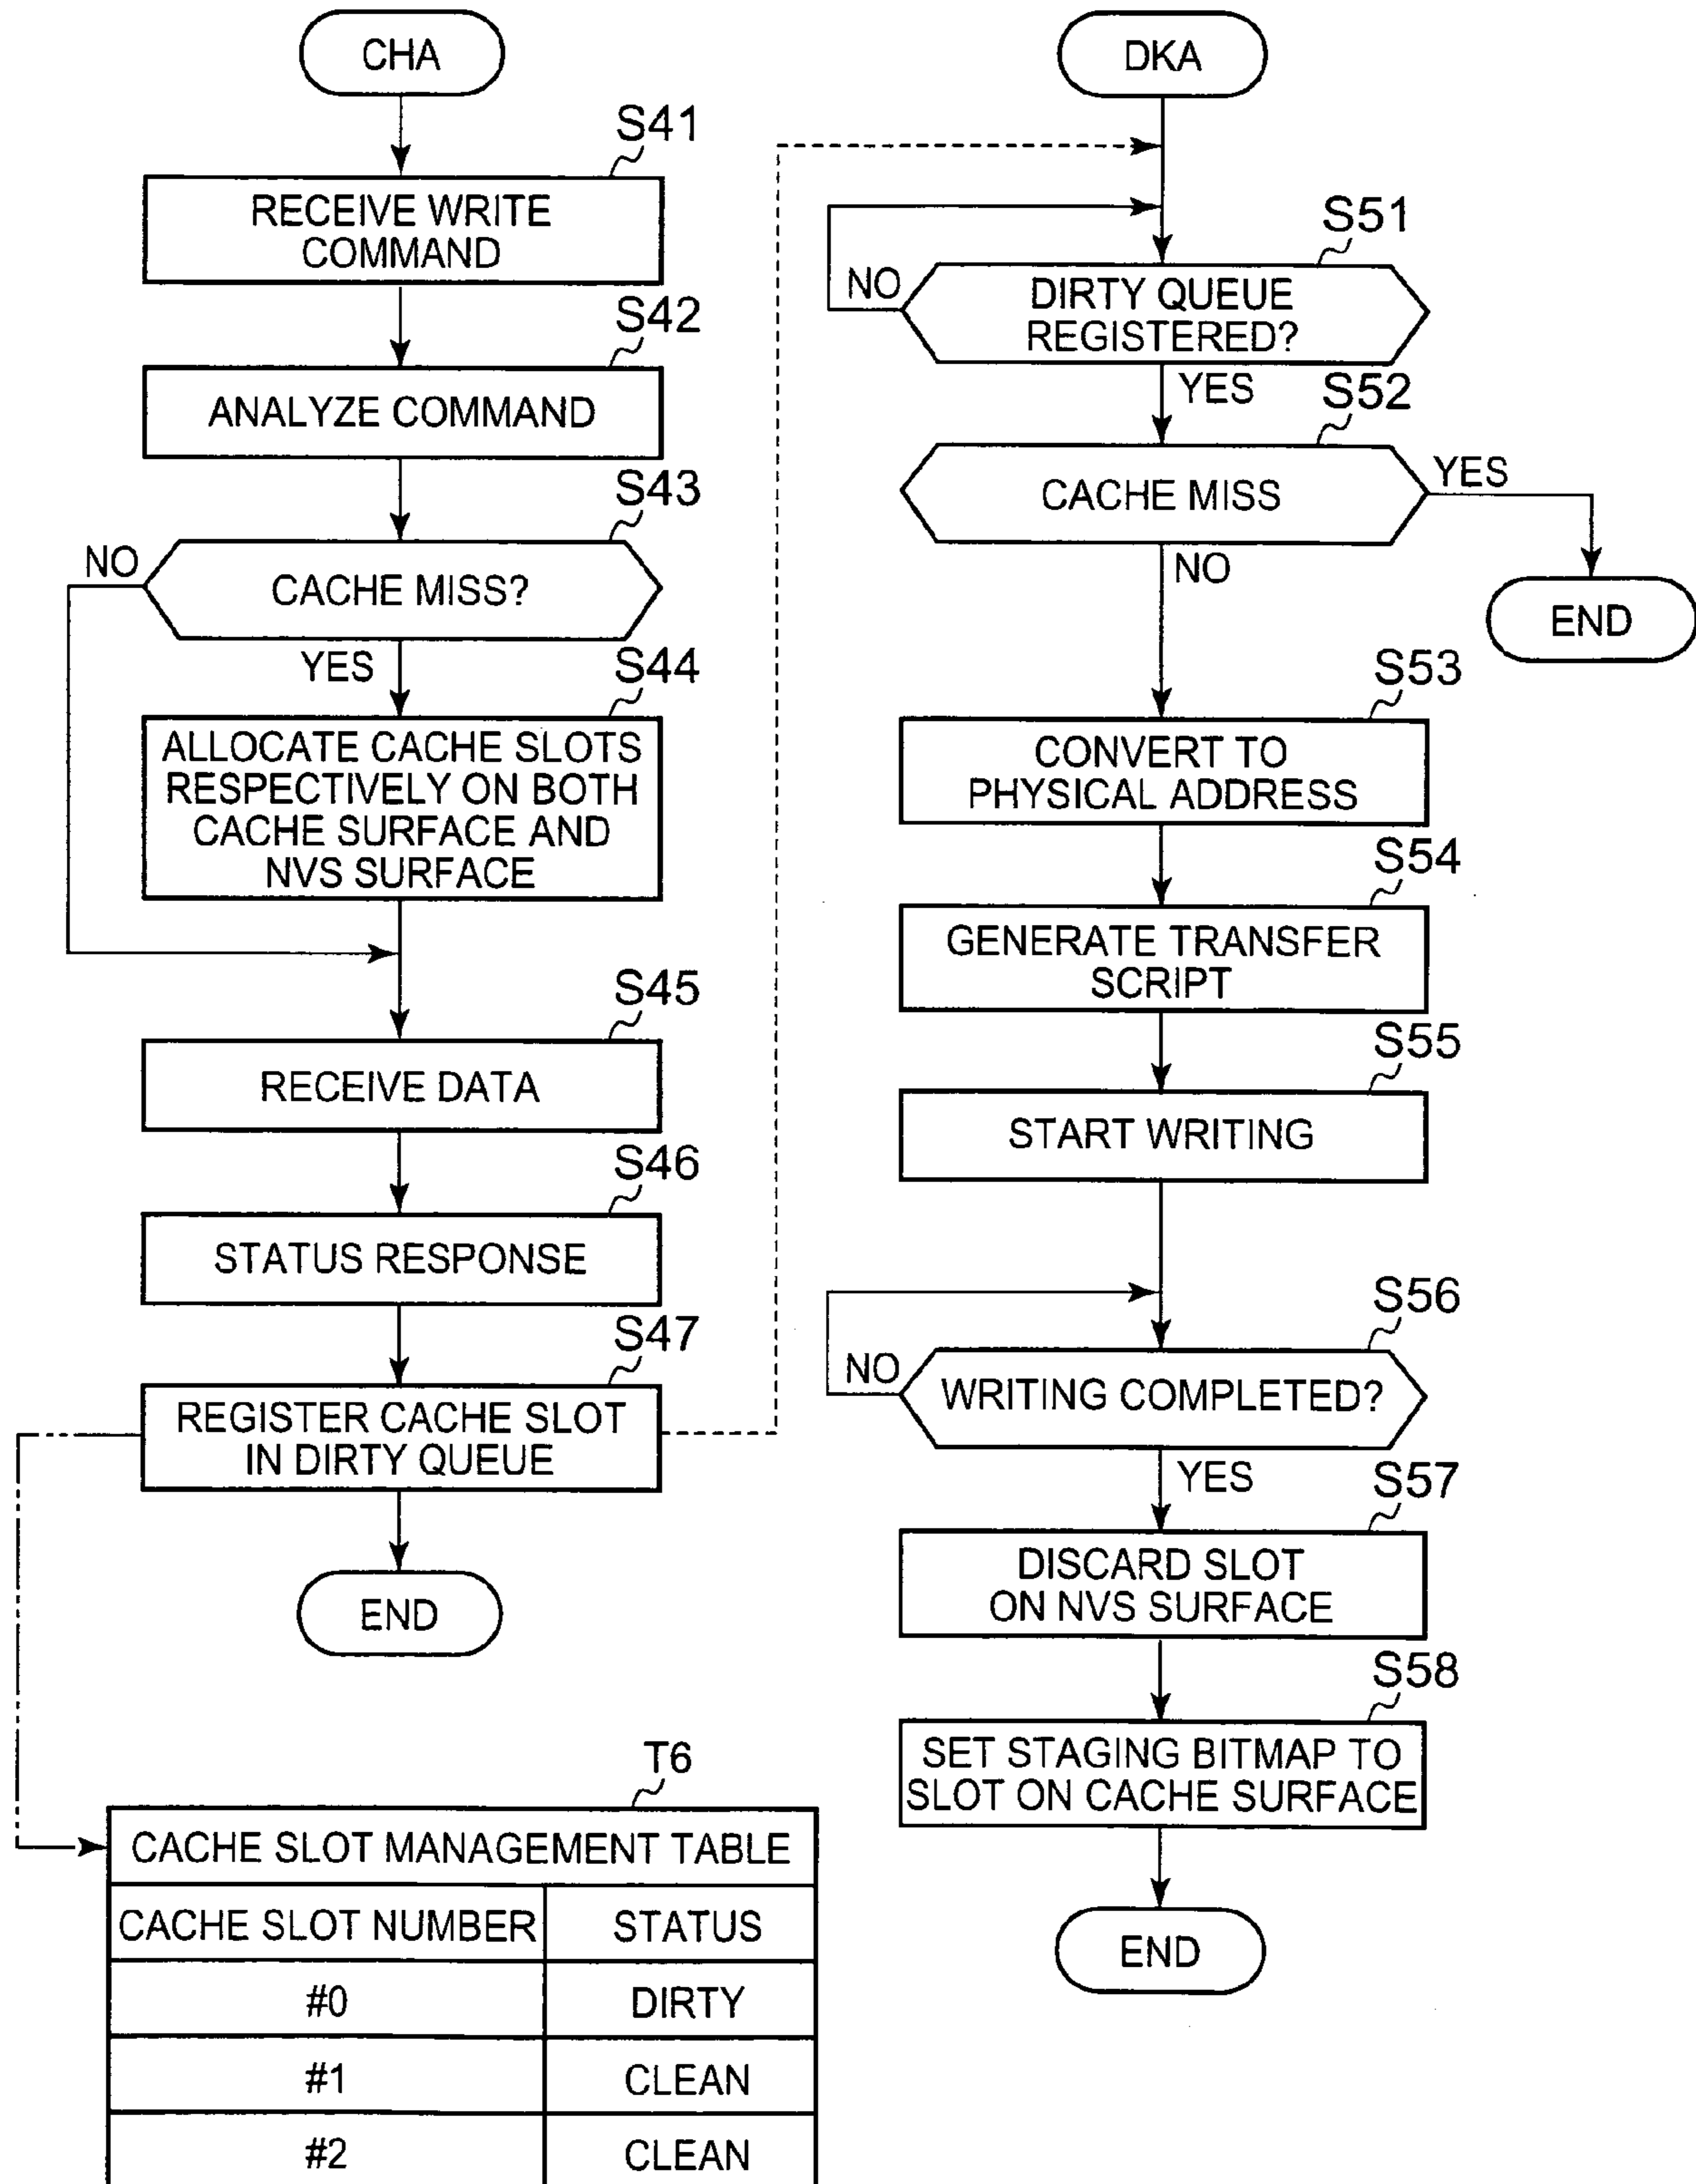 CHA
S41
RECEIVE WRITE
COMMAND
S42
ANALYZE COMMAND
S43
NO
CACHE MISS?
YES
S44
ALLOCATE CACHE SLOTS
RESPECTIVELY ON BOTH
CACHE SURFACE AND
NVS SURFACE
S45
RECEIVE DATA
S46
STATUS RESPONSE
S47
REGISTER CACHE SLOT
IN DIRTY QUEUE
END
T6
CACHE SLOT MANAGEMENT TABLE
CACHE SLOT NUMBER STATUS
#0 DIRTY
#1 CLEAN
#2 CLEAN
DKA
S51
NO
DIRTY QUEUE
REGISTERED?
YES
S52
CACHE MISS
YES
NO
END
S53
CONVERT TO
PHYSICAL ADDRESS
S54
GENERATE TRANSFER
SCRIPT
S55
START WRITING
S56
NO
WRITING COMPLETED?
YES
S57
DISCARD SLOT
ON NVS SURFACE
S58
SET STAGING BITMAP TO
SLOT ON CACHE SURFACE
END